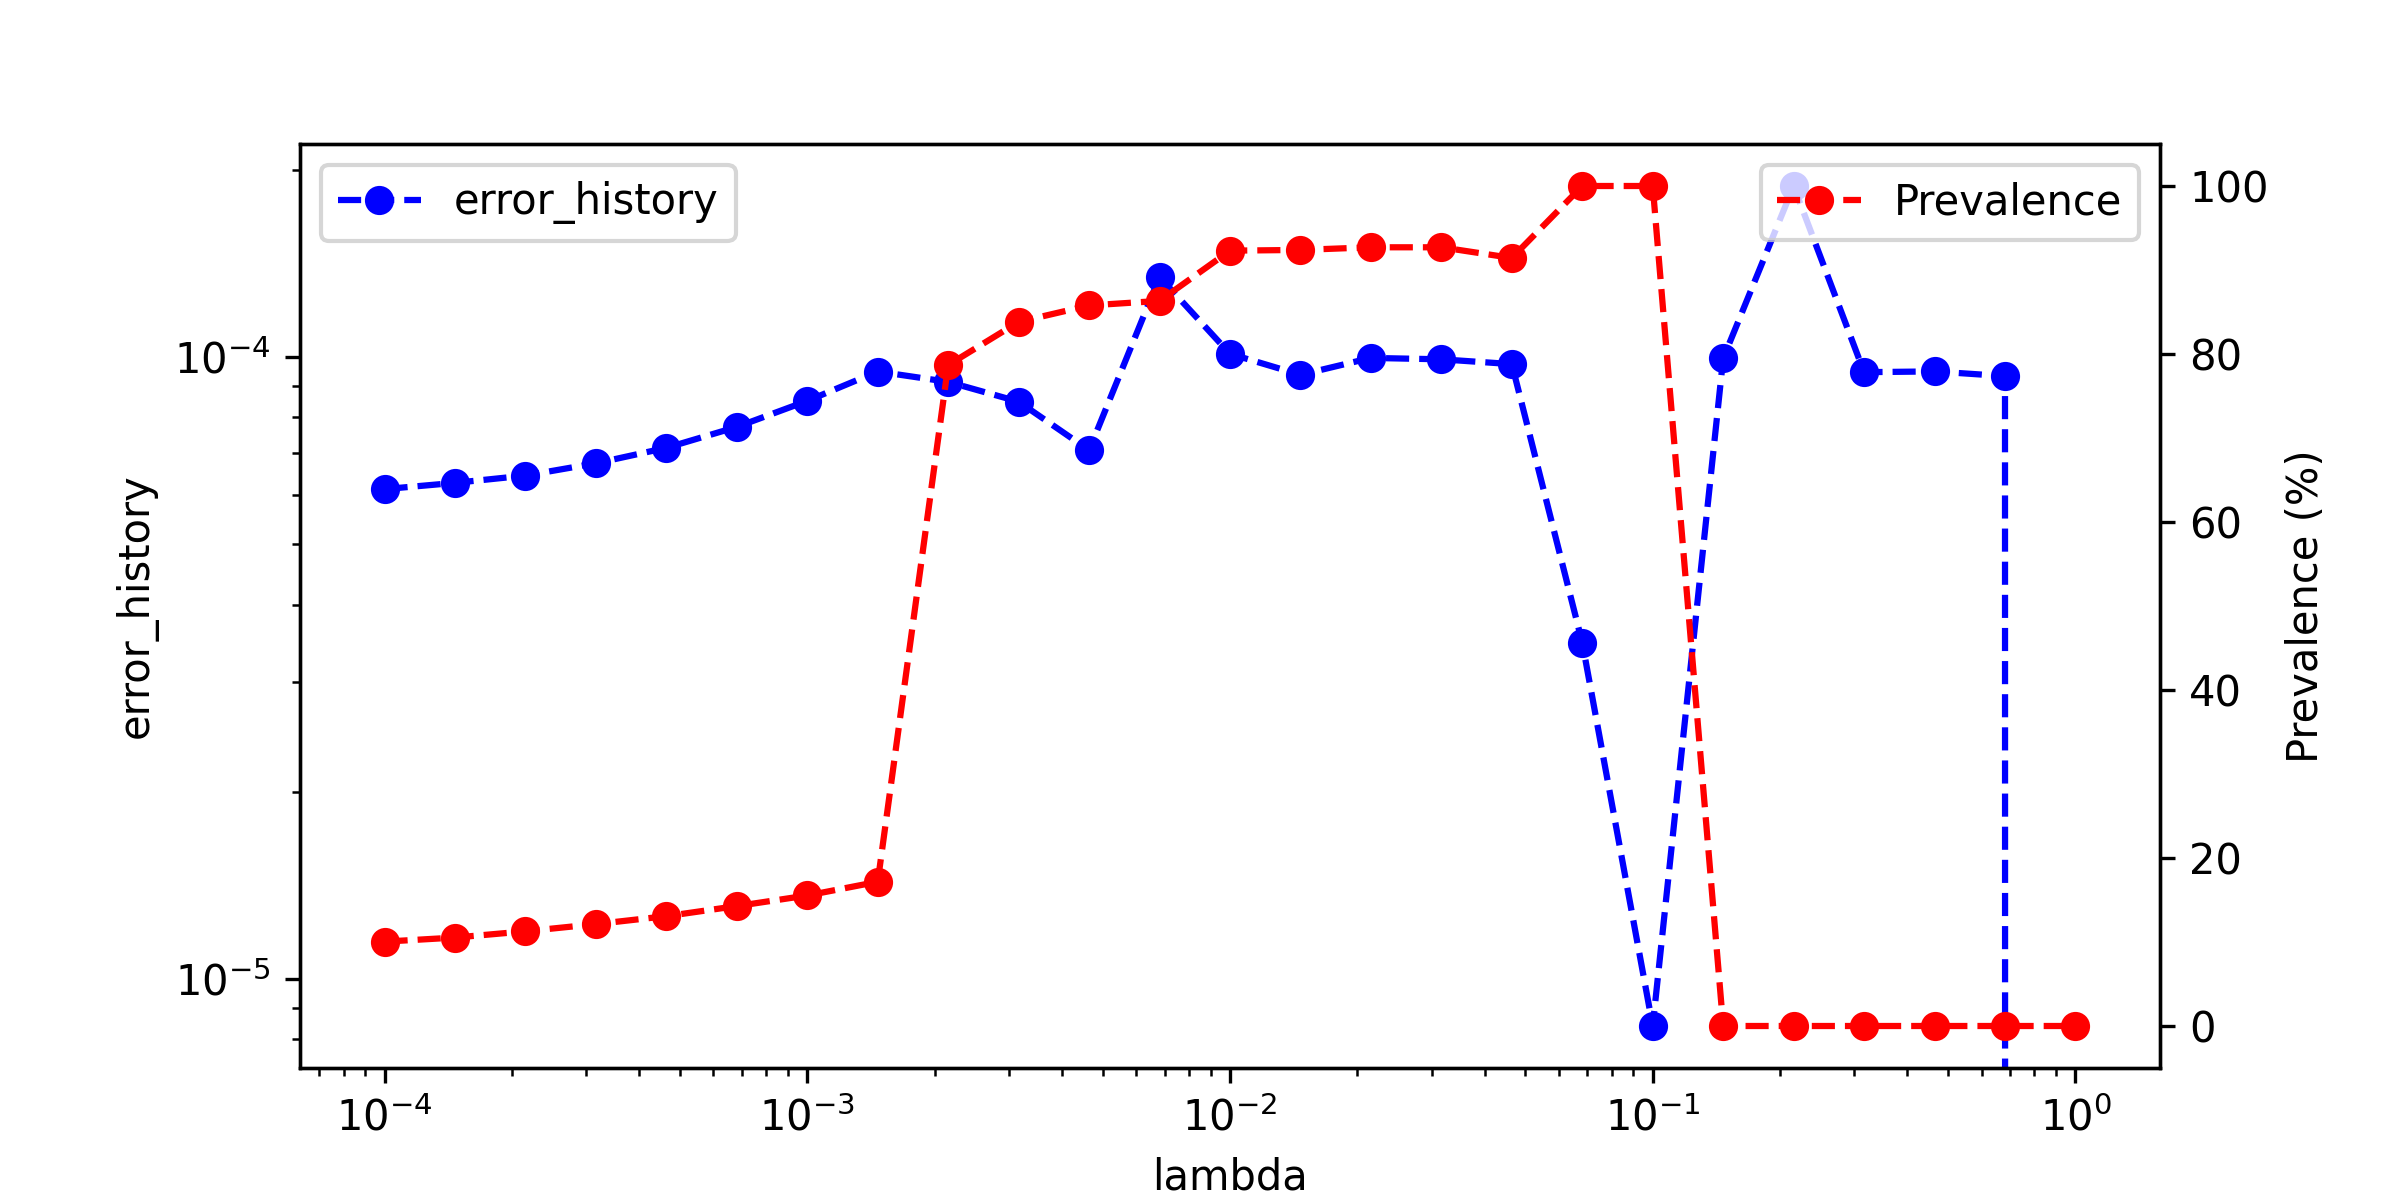 error_history
Prevalence
10⁻⁴
10⁻⁵
error_history
100
80
60
40
20
0
Prevalence (%)
10⁻⁴ 10⁻³ 10⁻² 10⁻¹ 10⁰
lambda